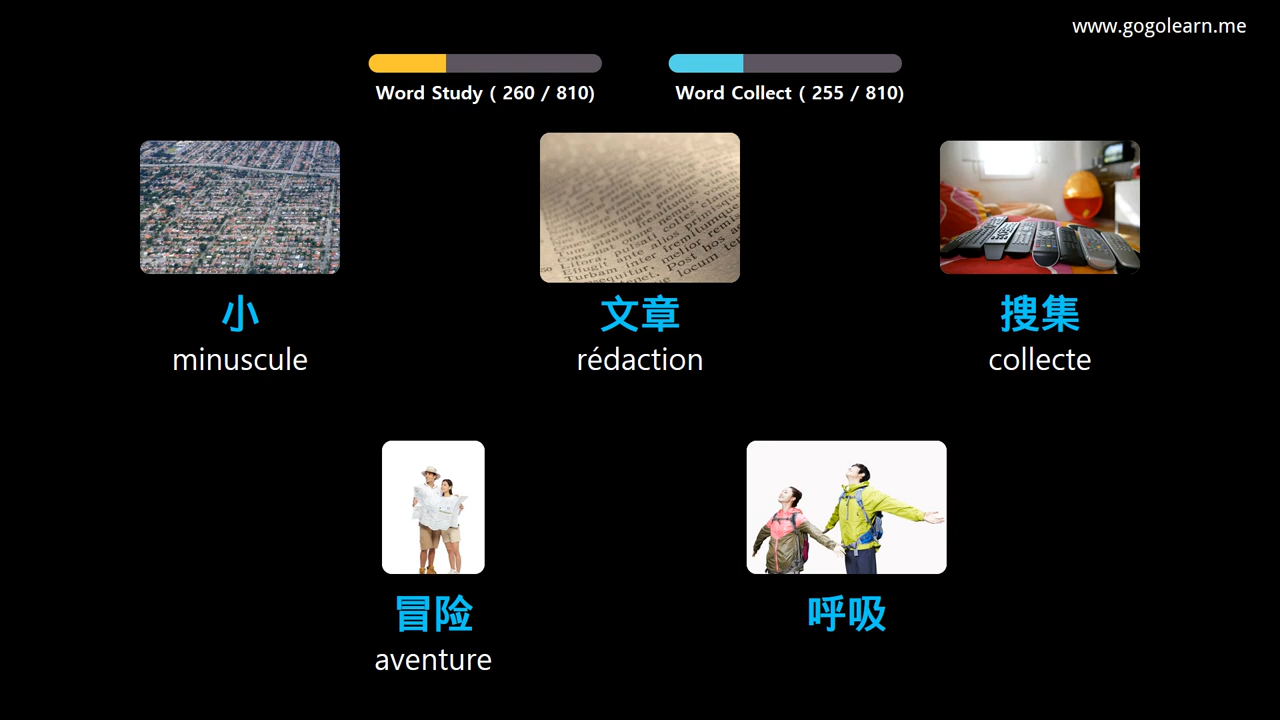 www.gogolearn.me
Word Study ( 260 / 810)
Word Collect ( 255 / 810)
小
minuscule
文章
rédaction
搜集
collecte
冒险
aventure
呼吸